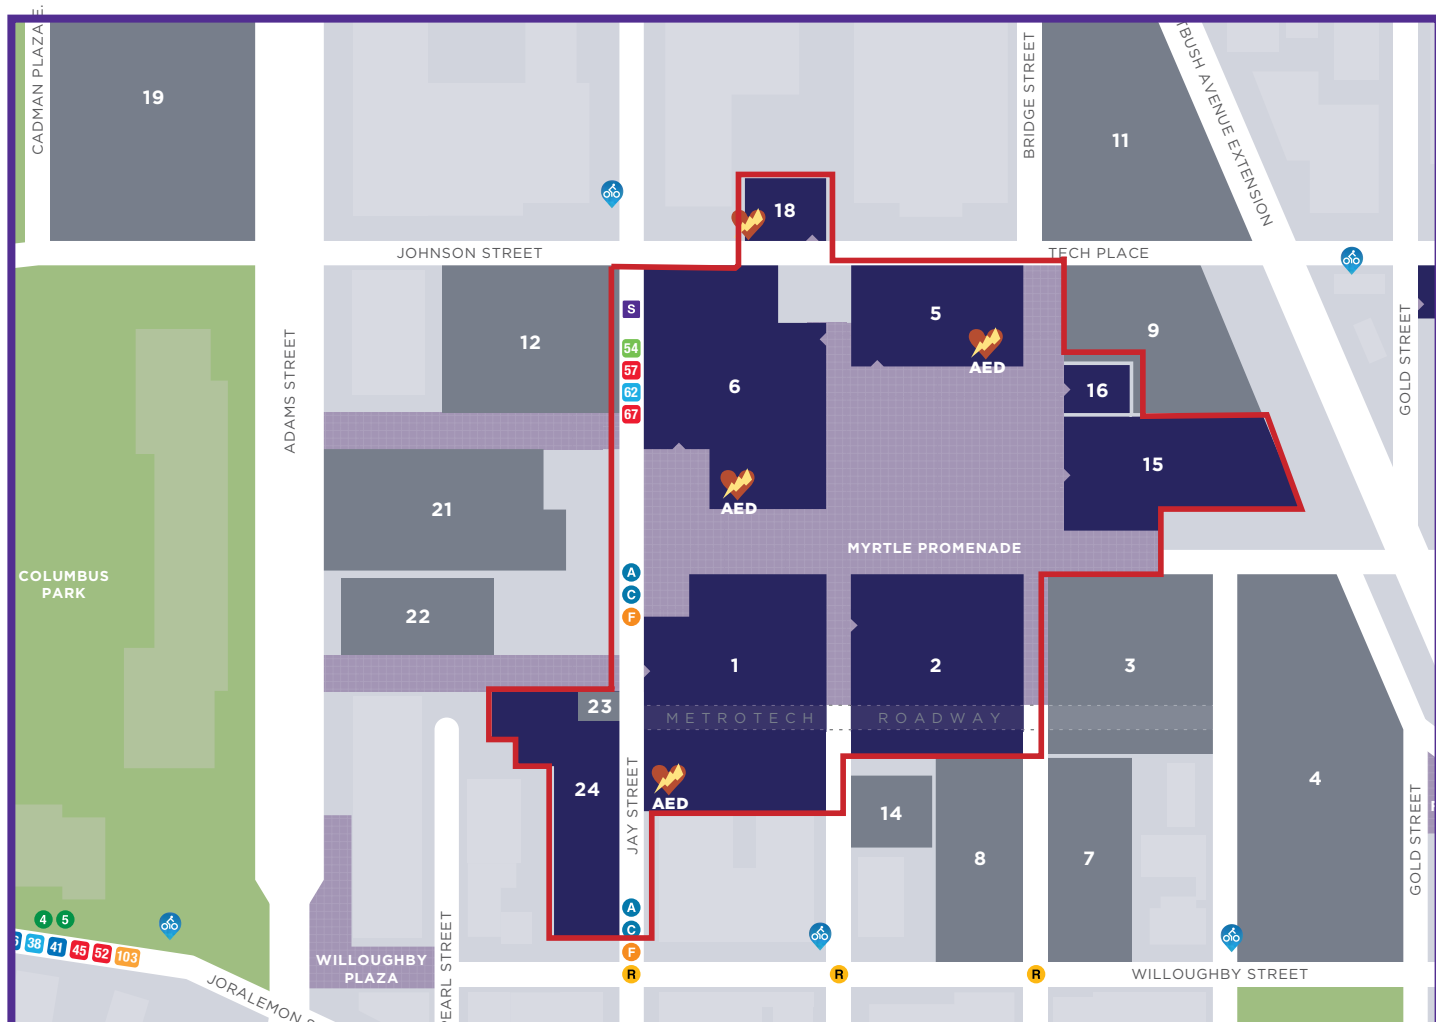 CADMAN PLAZA E.
19
BRIDGE STREET
11
TBUSH AVENUE EXTENSION
18
JOHNSON STREET
TECH PLACE
S
54
57
62
67
12
5
AED
9
6
16
ADAMS STREET
GOLD STREET
15
AED
21
MYRTLE PROMENADE
COLUMBUS
PARK
A
C
F
22
1
2
3
23
METROTECH ROADWAY
24
JAY STREET
AED
4
14
8
7
GOLD STREET
A
C
F
R
R
R
4 5
38 41 45 52 103
WILLOUGHBY
PLAZA
PEARL STREET
WILLOUGHBY STREET
JORALEMON